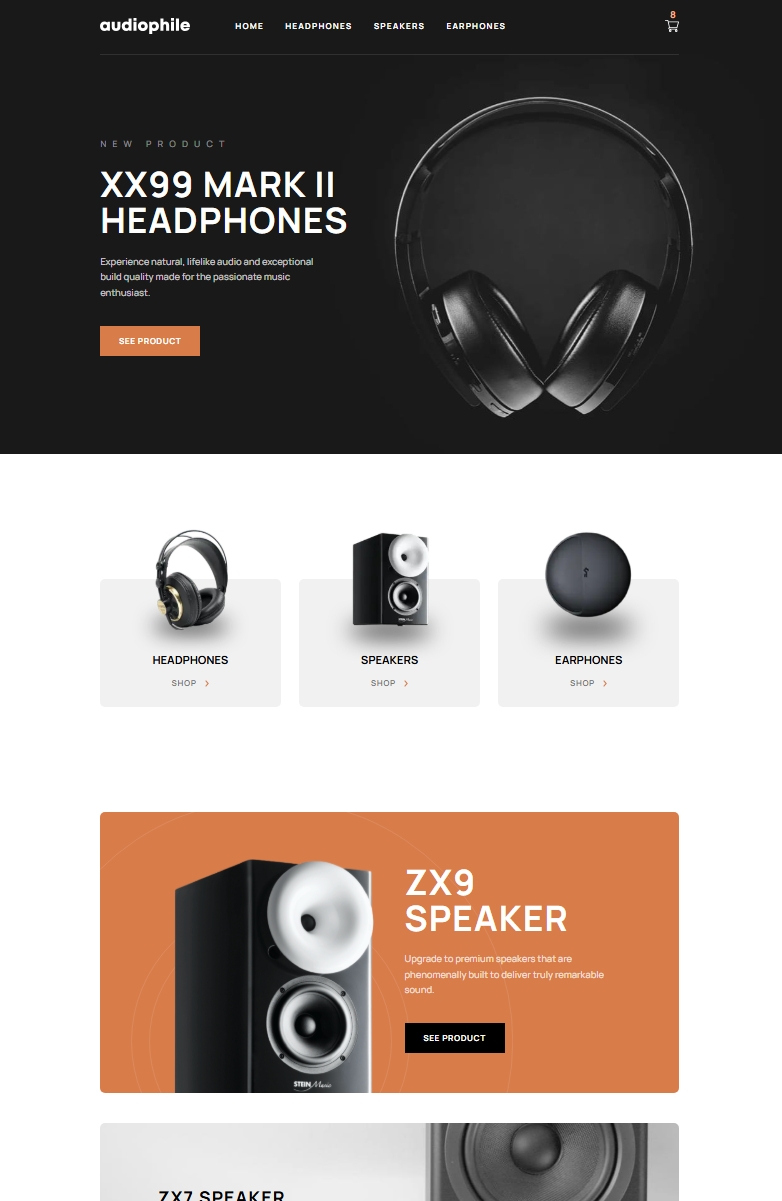 audiophile
HOME HEADPHONES SPEAKERS EARPHONES
8
NEW PRODUCT
XX99 MARK II
HEADPHONES
Experience natural, lifelike audio and exceptional
build quality made for the passionate music
enthusiast.
SEE PRODUCT
HEADPHONES
SHOP
SPEAKERS
SHOP
EARPHONES
SHOP
ZX9
SPEAKER
Upgrade to premium speakers that are
phenomenally built to deliver truly remarkable
sound.
SEE PRODUCT
STEIN Music
ZX7 SPEAKER